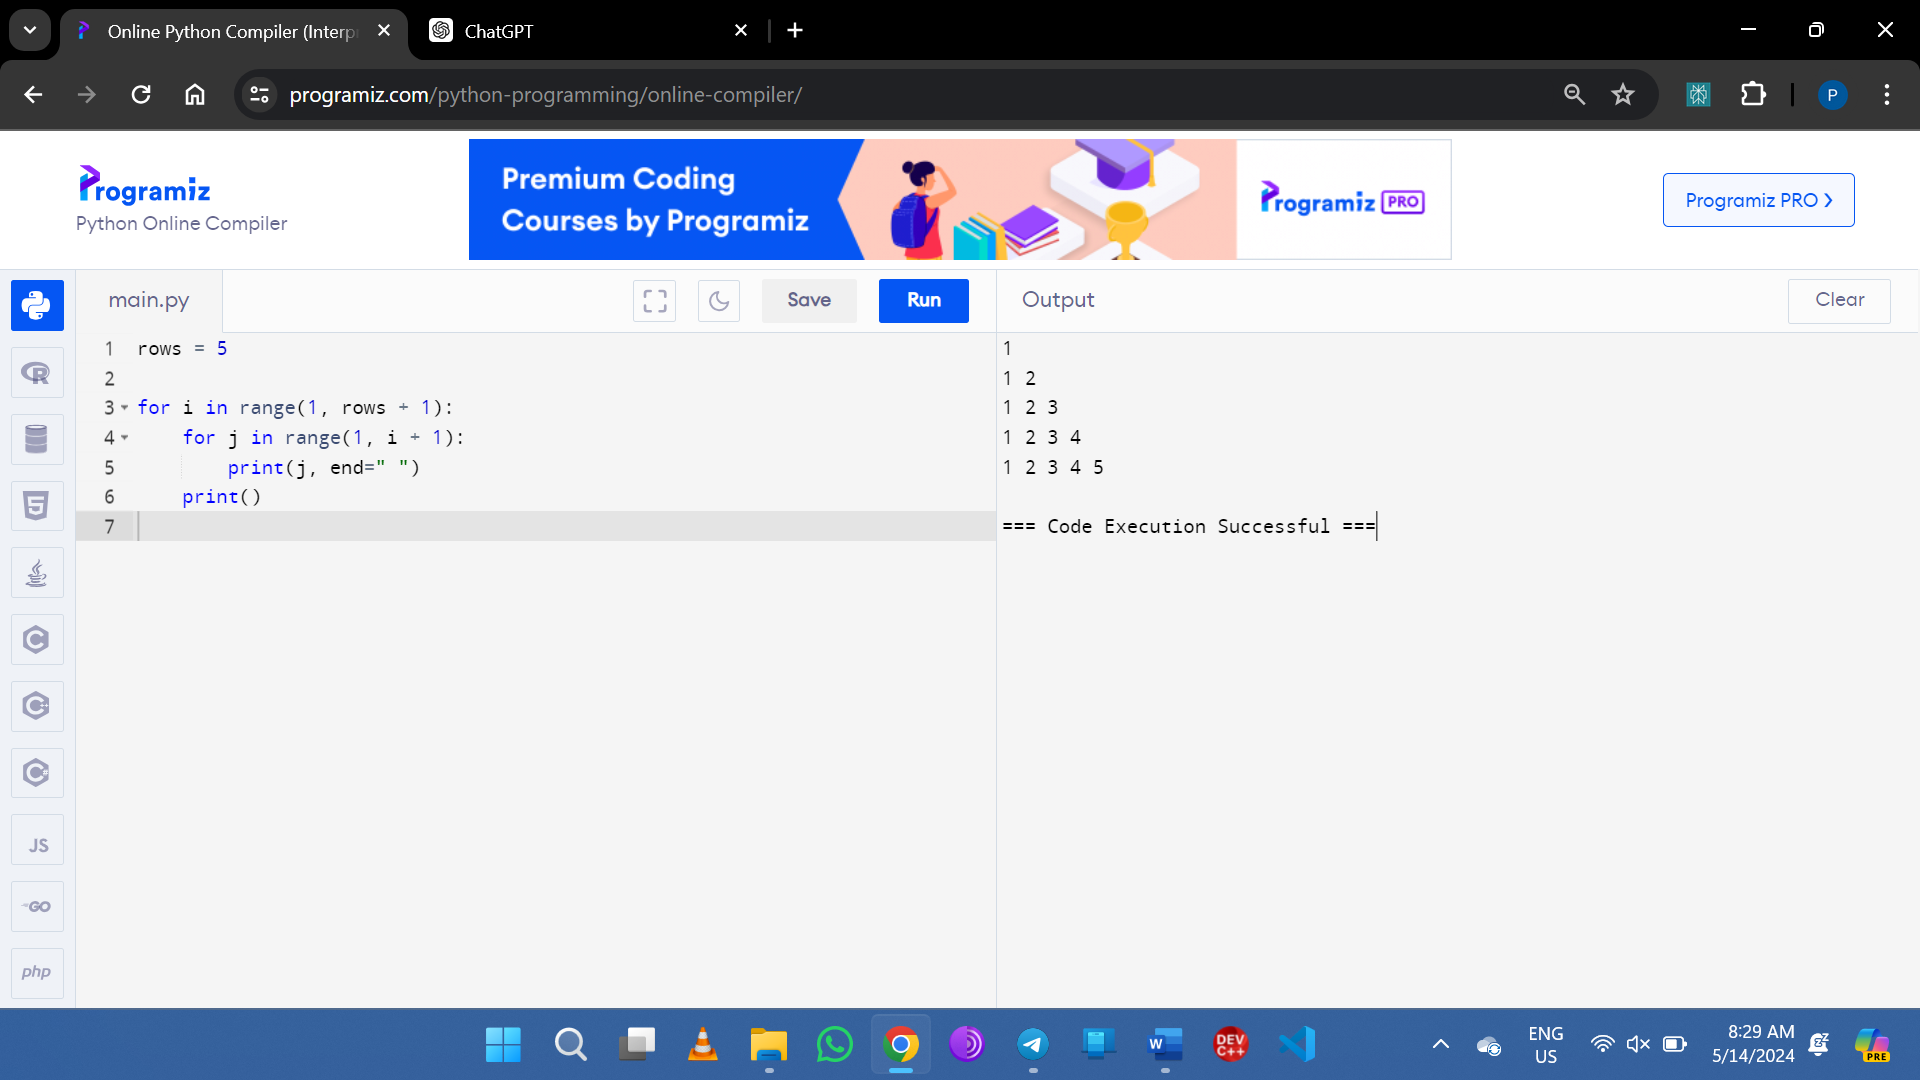 Online Python Compiler (Interp
ChatGPT
programiz.com/python-programming/online-compiler/
P
Programiz
Python Online Compiler
Premium Coding
Courses by Programiz
Programiz PRO
Programiz PRO
main.py
Save
Run
Output
Clear
1 rows = 5
2
3 for i in range(1, rows + 1):
4     for j in range(1, i + 1):
5         print(j, end=" ")
6     print()
7
1
1 2
1 2 3
1 2 3 4
1 2 3 4 5
=== Code Execution Successful ===
R
5
C
C++
C#
JS
GO
php
W
DEV
C++
ENG
US
8:29 AM
5/14/2024
PRE